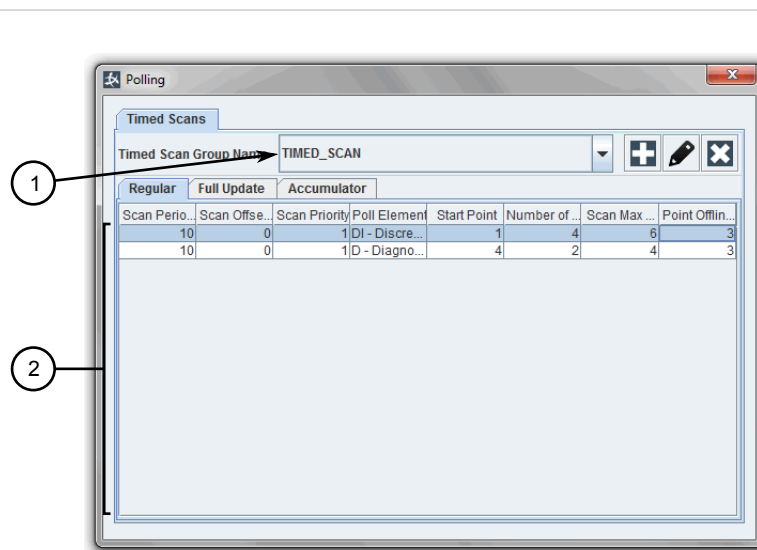 Polling
Timed Scans
Timed Scan Group Name TIMED_SCAN
1
Regular Full Update Accumulator
Scan Perio... Scan Offse... Scan Priority Poll Element Start Point Number of ... Scan Max ... Point Offlin...
10 0 1 DI - Discre... 1 4 6 3
10 0 1 D - Diagno... 4 2 4 3
2